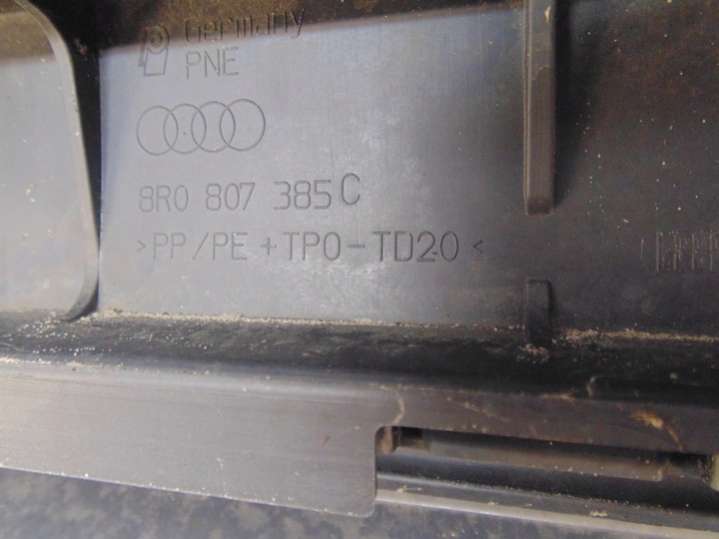 Germany
PNE
8R0 807 385 C
>PP/PE+TPO-TD20<